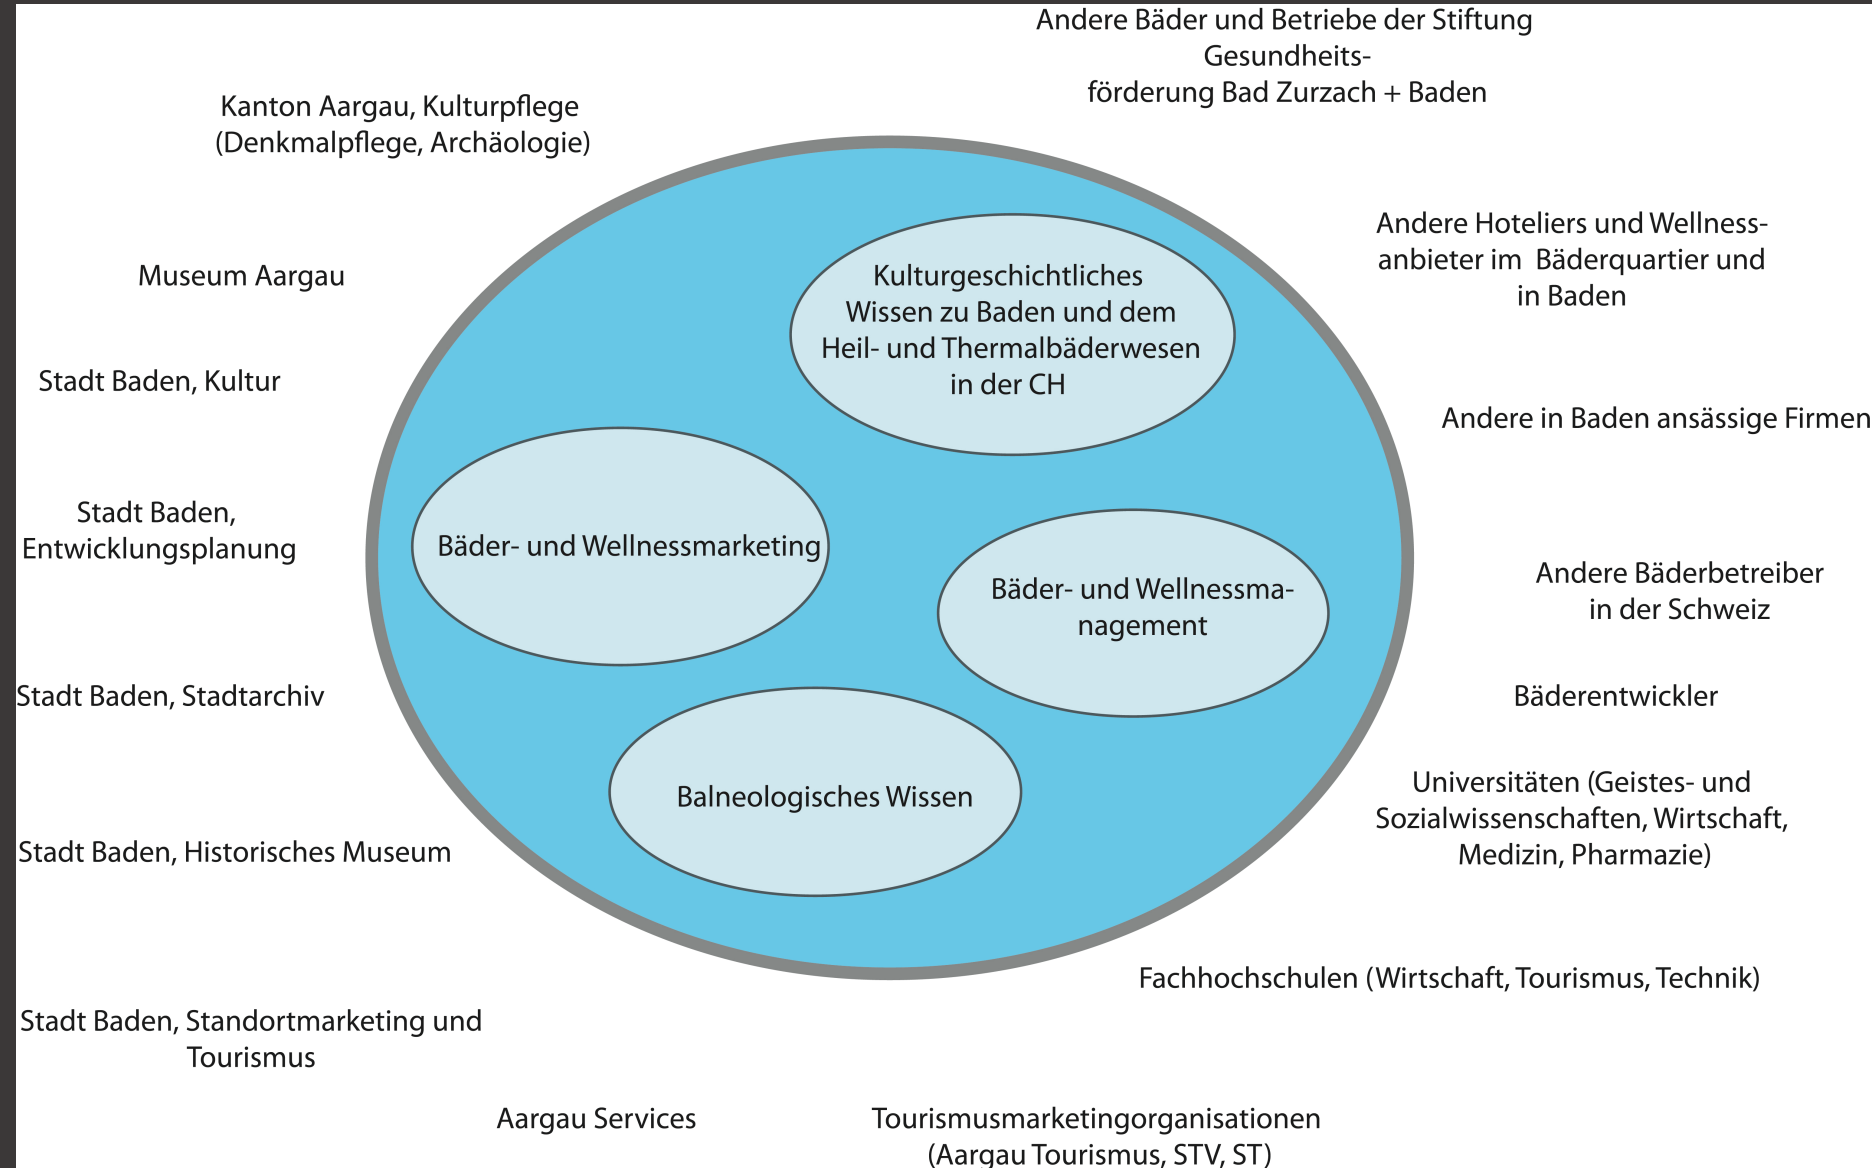 Andere Bäder und Betriebe der Stiftung
Gesundheits-
förderung Bad Zurzach + Baden
Kanton Aargau, Kulturpflege
(Denkmalpflege, Archäologie)
Museum Aargau
Stadt Baden, Kultur
Stadt Baden,
Entwicklungsplanung
Stadt Baden, Stadtarchiv
Stadt Baden, Historisches Museum
Stadt Baden, Standortmarketing und
Tourismus
Aargau Services
Kulturgeschichtliches
Wissen zu Baden und dem
Heil- und Thermalbäderwesen
in der CH
Bäder- und Wellnessmarketing
Bäder- und Wellnessma-
nagement
Balneologisches Wissen
Andere Hoteliers und Wellness-
anbieter im  Bäderquartier und
in Baden
Andere in Baden ansässige Firmen
Andere Bäderbetreiber
in der Schweiz
Bäderentwickler
Universitäten (Geistes- und
Sozialwissenschaften, Wirtschaft,
Medizin, Pharmazie)
Fachhochschulen (Wirtschaft, Tourismus, Technik)
Tourismusmarketingorganisationen
(Aargau Tourismus, STV, ST)